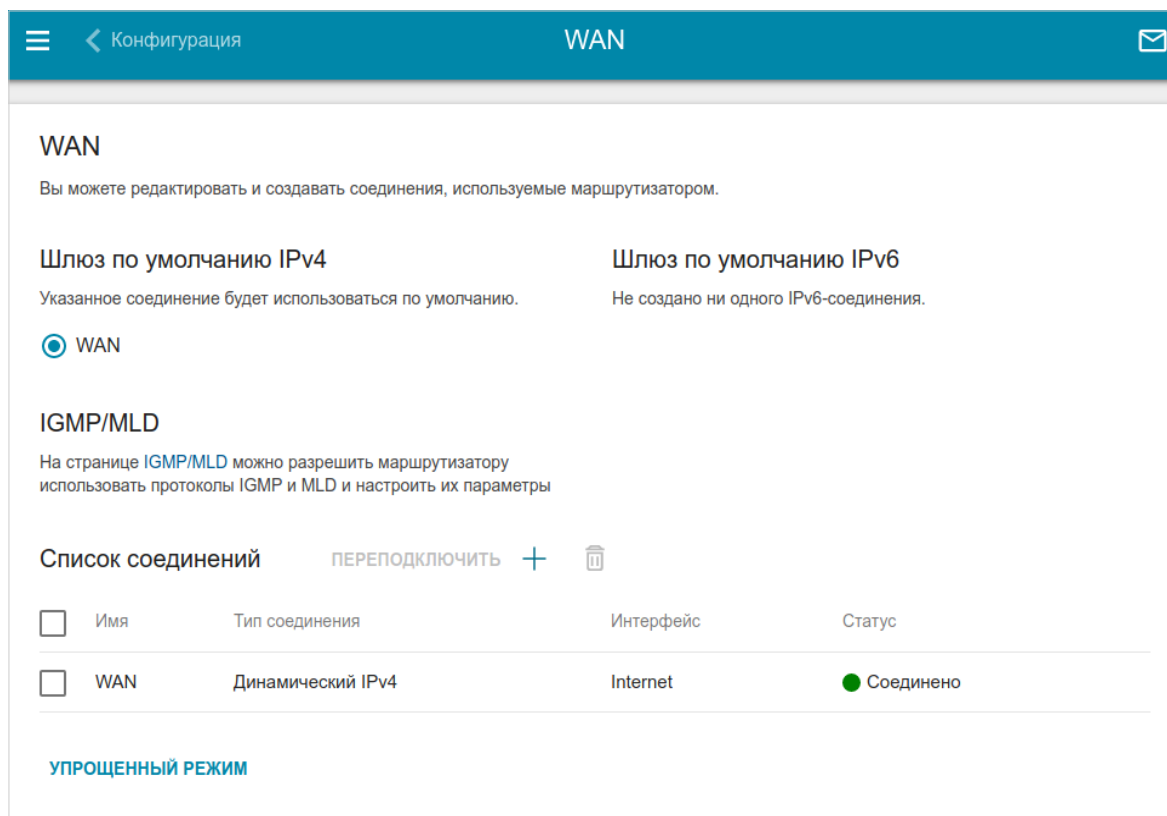 Конфигурация
WAN
WAN
Вы можете редактировать и создавать соединения, используемые маршрутизатором.
Шлюз по умолчанию IPv4
Указанное соединение будет использоваться по умолчанию.
WAN
Шлюз по умолчанию IPv6
Не создано ни одного IPv6-соединения.
IGMP/MLD
На странице IGMP/MLD можно разрешить маршрутизатору
использовать протоколы IGMP и MLD и настроить их параметры
Список соединений ПЕРЕПОДКЛЮЧИТЬ
Имя Тип соединения Интерфейс Статус
WAN Динамический IPv4 Internet Соединено
УПРОЩЕННЫЙ РЕЖИМ